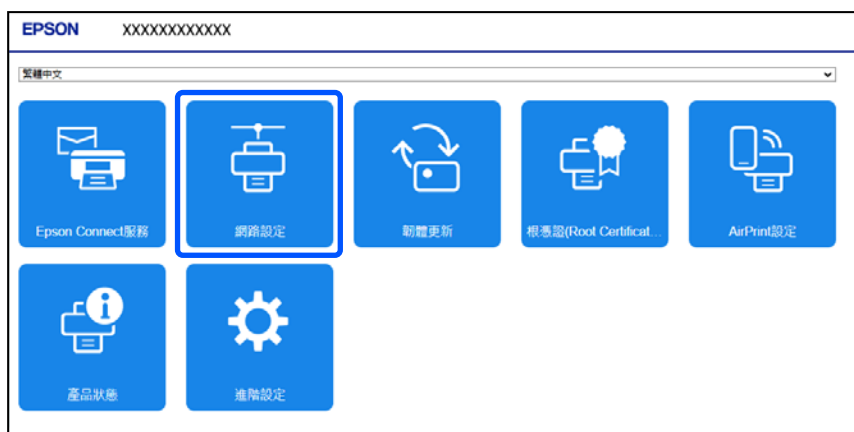 EPSON XXXXXXXXXXXX
繁體中文
Epson Connect服務
網路設定
韌體更新
根憑證(Root Certificat...
AirPrint設定
產品狀態
進階設定